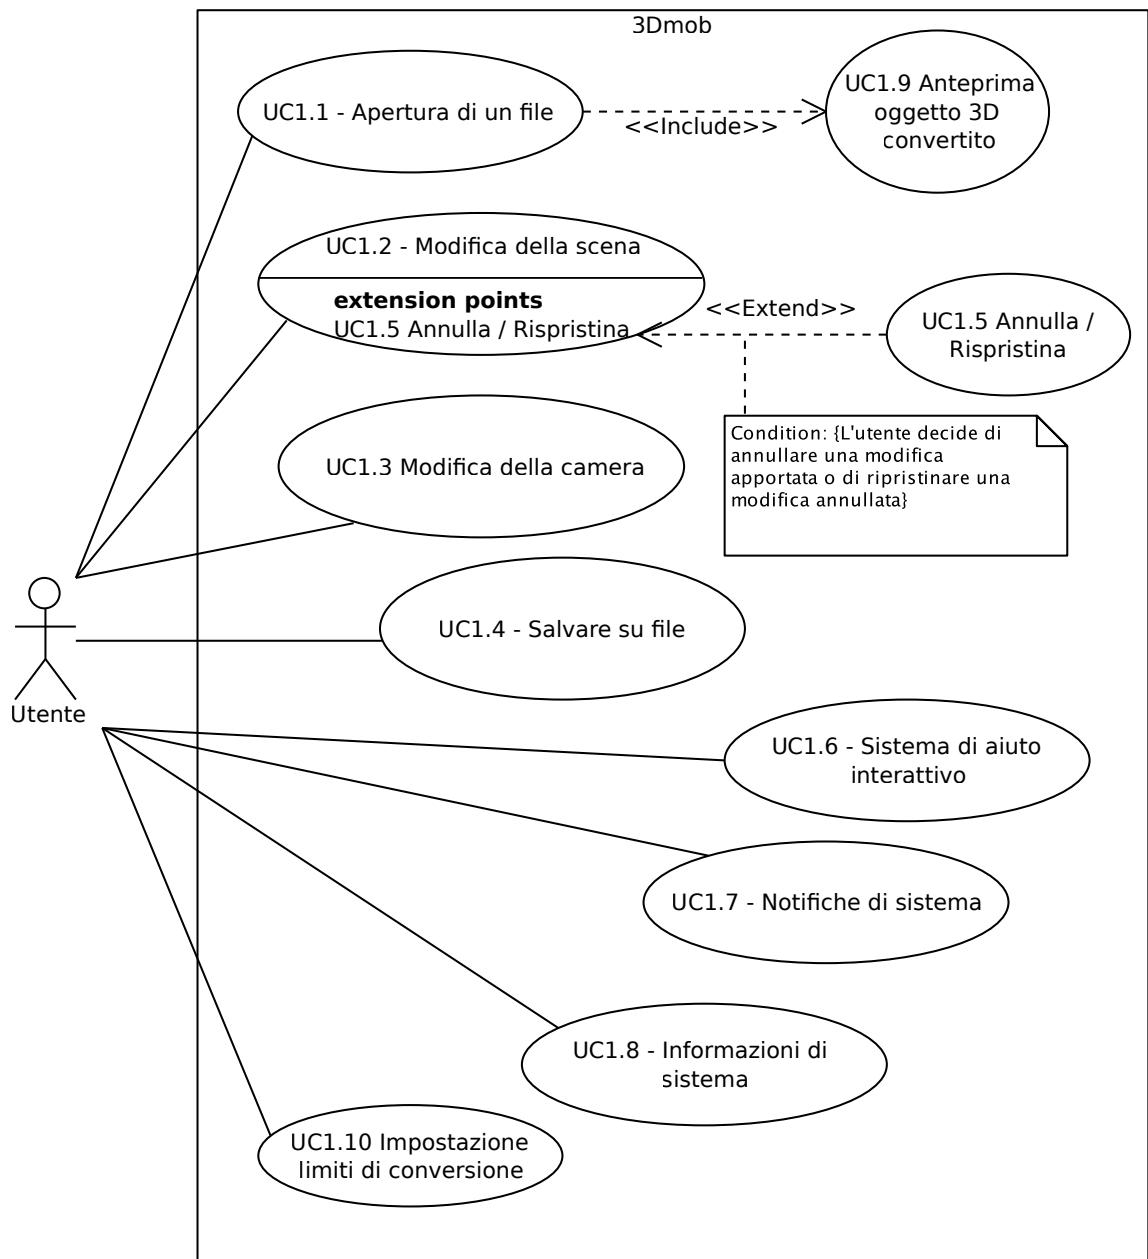 3Dmob
UC1.1 - Apertura di un file
<<Include>>
UC1.9 Anteprima
oggetto 3D
convertito
UC1.2 - Modifica della scena
extension points
UC1.5 Annulla / Rispristina
<<Extend>>
UC1.5 Annulla /
Rispristina
Condition: {L'utente decide di
annullare una modifica
apportata o di ripristinare una
modifica annullata}
UC1.3 Modifica della camera
UC1.4 - Salvare su file
Utente
UC1.6 - Sistema di aiuto
interattivo
UC1.7 - Notifiche di sistema
UC1.8 - Informazioni di
sistema
UC1.10 Impostazione
limiti di conversione